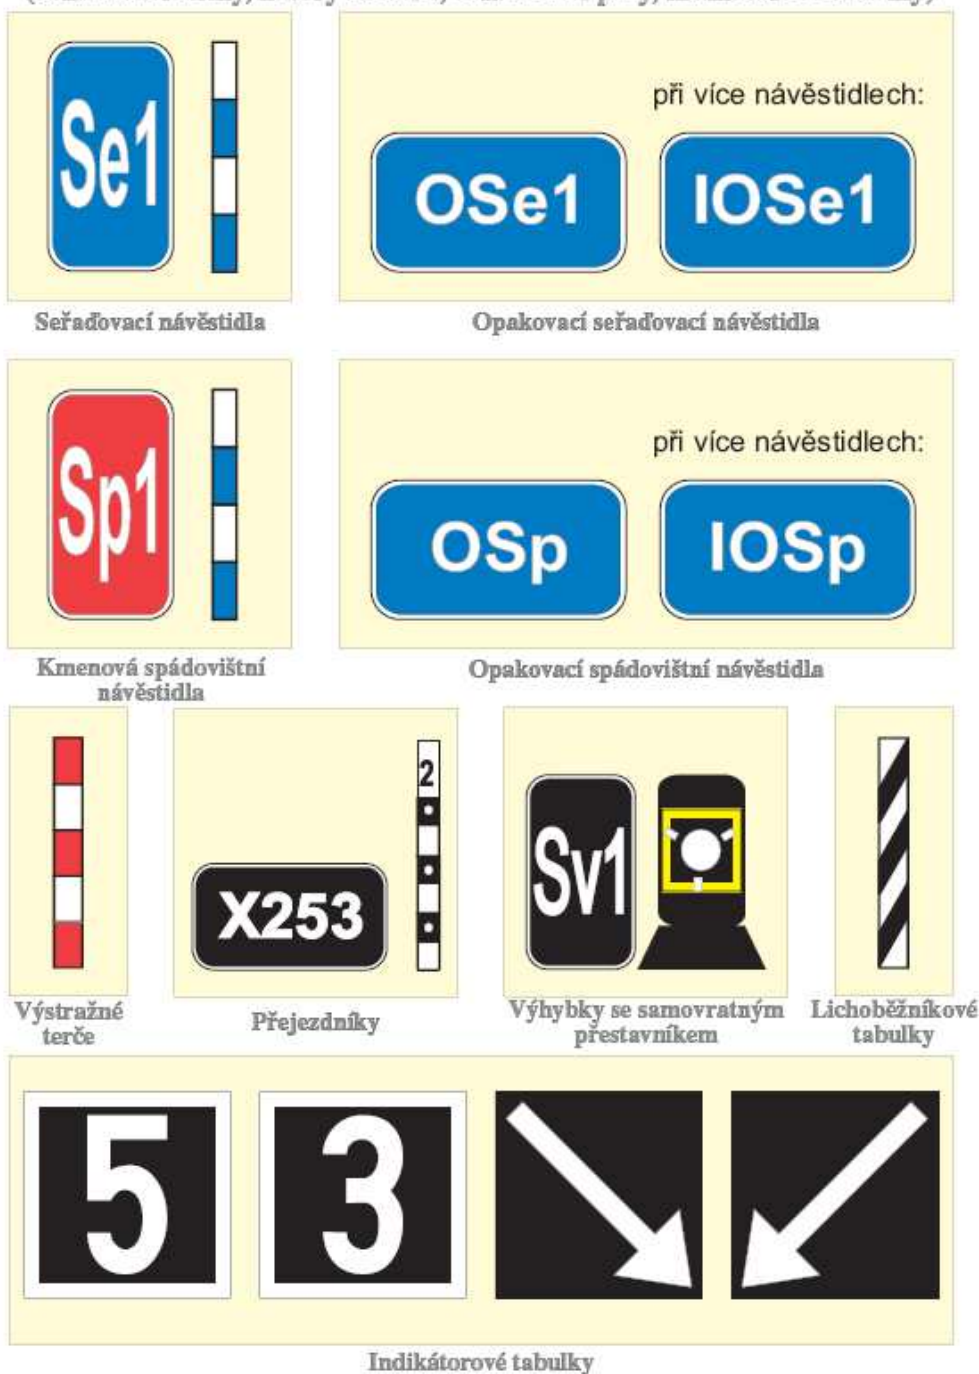 Se1
při více návěstidlech:
OSe1 IOSe1
Seřaďovací návěstidla
Opakovací seřaďovací návěstidla
Sp1
při více návěstidlech:
OSp IOSp
Kmenová spádovištní
návěstidla
Opakovací spádovištní návěstidla
2
X253
Sv1
Výstražné
terče
Přejezdníky
Výhybky se samovratným
přestavníkem
Lichoběžníkové
tabulky
5 3
Indikátorové tabulky